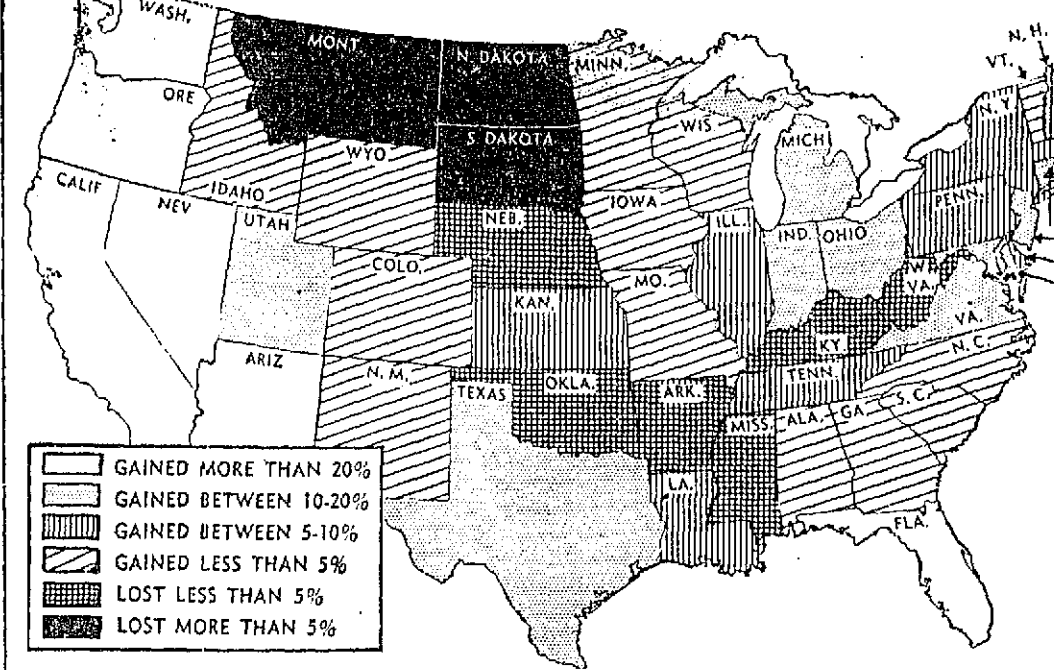 WASH.
MONT.
N. DAKOTA
MINN.
N. H.
VT.
ORE
N. Y.
WIS.
S. DAKOTA
MICH
WYO.
CALIF
IDAHO
NEV
UTAH
NEB.
IOWA
ILL.
IND.
OHIO
PENN.
COLO.
MO.
W.
VA.
KAN.
VA.
KY.
N. C.
ARIZ
N. M.
TEXAS
OKLA.
ARK.
TENN.
S. C.
MISS.
ALA.
GA.
LA.
FLA.
GAINED MORE THAN 20%
GAINED BETWEEN 10-20%
GAINED BETWEEN 5-10%
GAINED LESS THAN 5%
LOST LESS THAN 5%
LOST MORE THAN 5%